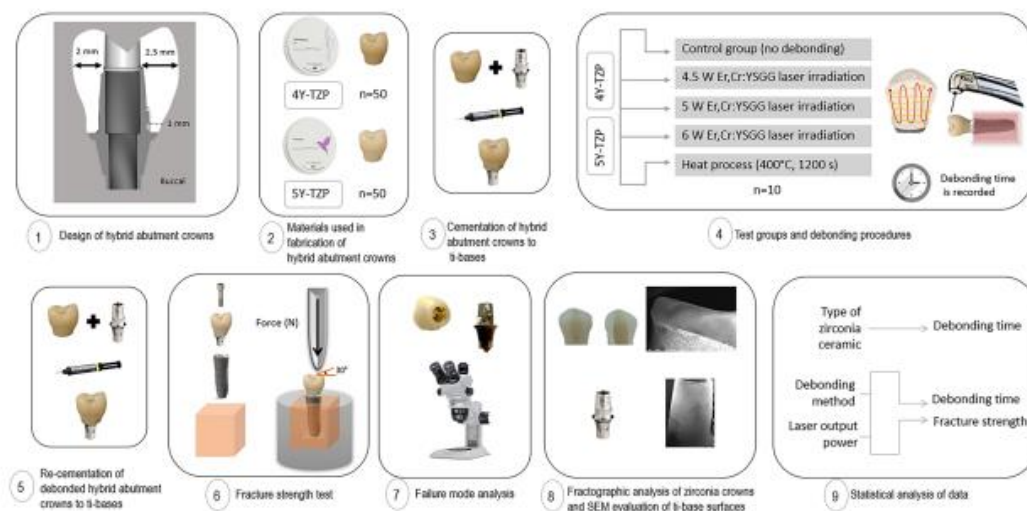 2 mm
2.5 mm
1 mm
Buccal
1
Design of hybrid abutment crowns
4Y-TZP
n=50
5Y-TZP
n=50
2
Materials used in
fabrication of
hybrid abutment crowns
3
Cementation of hybrid
abutment crowns to
ti-bases
4Y-TZP
5Y-TZP
Control group (no debonding)
4.5 W Er,Cr:YSGG laser irradiation
5 W Er,Cr:YSGG laser irradiation
6 W Er,Cr:YSGG laser irradiation
Heat process (400°C, 1200 s)
n=10
Debonding time
is recorded
4
Test groups and debonding procedures
5
Re-cementation of
debonded hybrid abutment
crowns to ti-bases
Force (N)
30°
6
Fracture strength test
7
Failure mode analysis
8
Fractographic analysis of zirconia crowns
and SEM evaluation of ti-base surfaces
Type of
zirconia
ceramic
Debonding time
Debonding
method
Laser output
power
Debonding time
Fracture strength
9
Statistical analysis of data